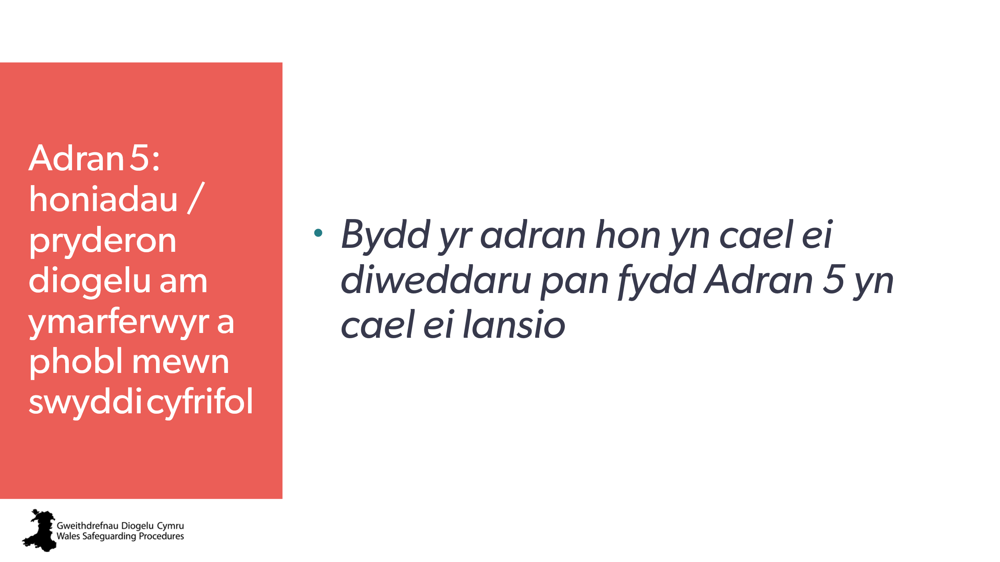 Adran 5:
honiadau /
pryderon
diogelu am
ymarferwyr a
phobl mewn
swyddi cyfrifol
• Bydd yr adran hon yn cael ei
diweddaru pan fydd Adran 5 yn
cael ei lansio
Gweithdrefnau Diogelu Cymru
Wales Safeguarding Procedures